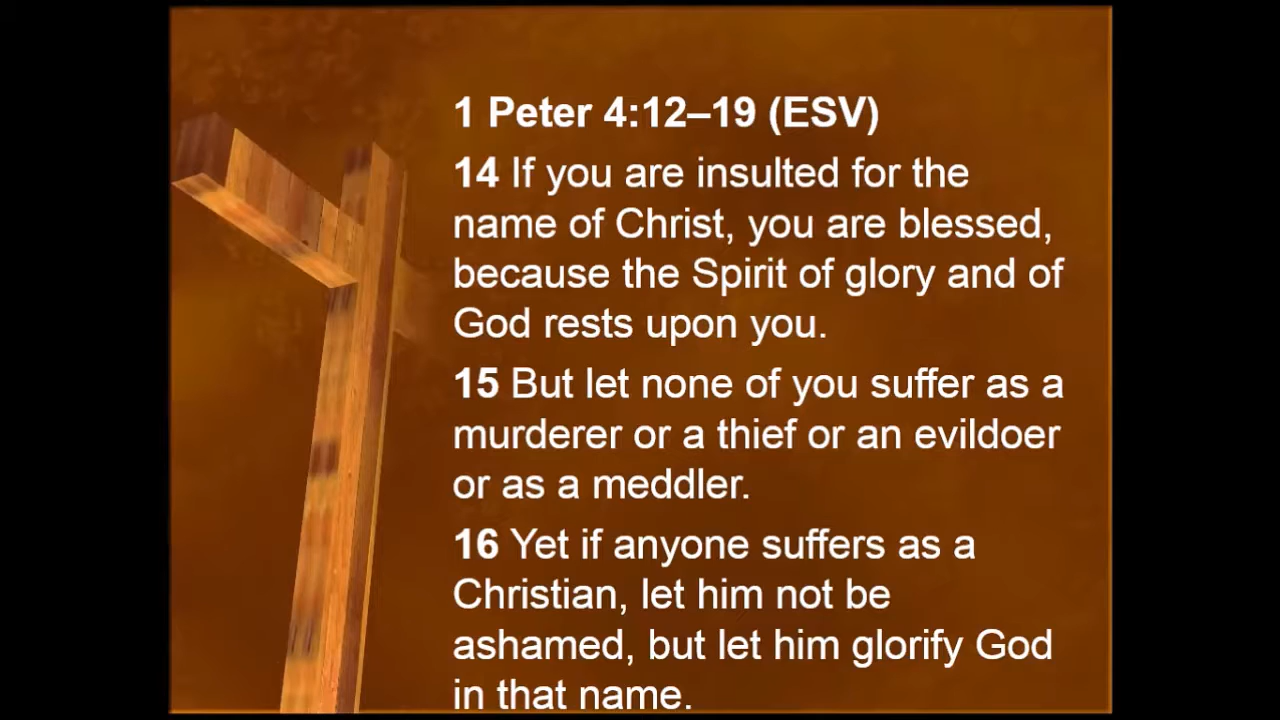 1 Peter 4:12–19 (ESV)
14 If you are insulted for the
name of Christ, you are blessed,
because the Spirit of glory and of
God rests upon you.
15 But let none of you suffer as a
murderer or a thief or an evildoer
or as a meddler.
16 Yet if anyone suffers as a
Christian, let him not be
ashamed, but let him glorify God
in that name.